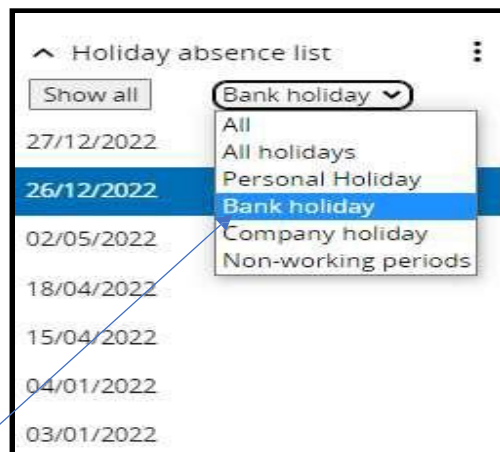 Holiday absence list
Show all Bank holiday
All
27/12/2022
All holidays
Personal Holiday
26/12/2022
Bank holiday
02/05/2022
Company holiday
Non-working periods
18/04/2022
15/04/2022
04/01/2022
03/01/2022